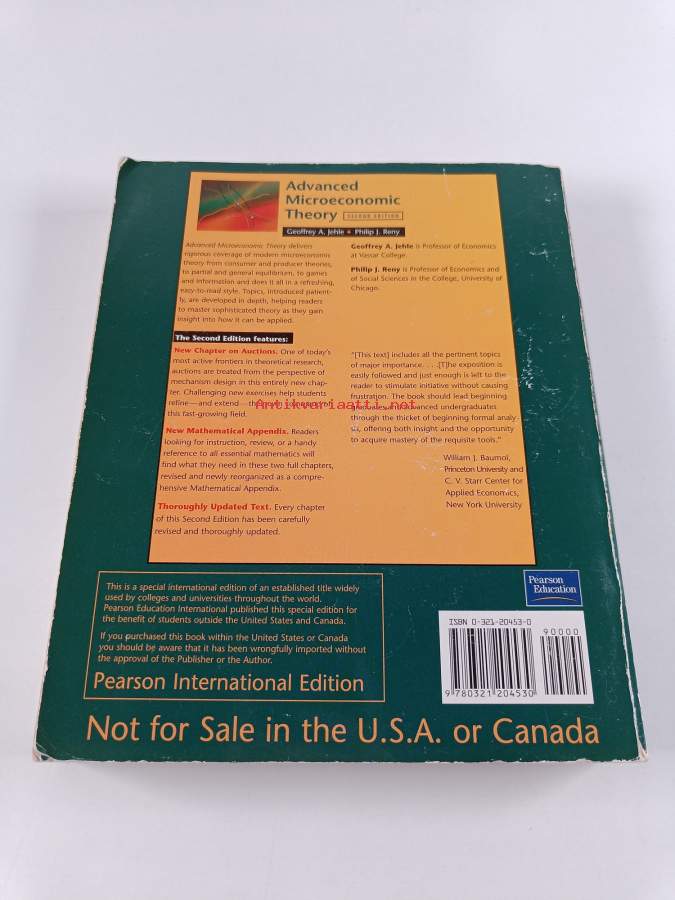 Advanced
Microeconomic
Theory SECOND EDITION
Geoffrey A. Jehle • Philip J. Reny
Advanced Microeconomic Theory delivers
rigorous coverage of modern microeconomic
theory from consumer and producer theories,
to partial and general equilibrium, to games
and information and does it all in a refreshing,
easy-to-read style. Topics, introduced patient-
ly, are developed in depth, helping readers
to master sophisticated theory as they gain
insight into how it can be applied.
Geoffrey A. Jehle is Professor of Economics
at Vassar College.
Philip J. Reny is Professor of Economics and
of Social Sciences in the College, University of
Chicago.
The Second Edition features:
New Chapter on Auctions. One of today's
most active frontiers in theoretical research,
auctions are treated from the perspective of
mechanism design in this entirely new chap-
ter. Challenging new exercises help students
refine—and extend—their of
this fast-growing field.
New Mathematical Appendix. Readers
looking for instruction, review, or a handy
reference to all essential mathematics will
find what they need in these two full chapters,
revised and newly reorganized as a compre-
hensive Mathematical Appendix.
Thoroughly Updated Text. Every chapter
of this Second Edition has been carefully
revised and thoroughly updated.
"[This text] includes all the pertinent topics
of major importance. . . .[T]he exposition is
easily followed and just enough is left to the
reader to stimulate initiative without causing
frustration. The book should lead beginning
advanced undergraduates
through the thicket of beginning formal analy
s, offering both insight and the opportunity
to acquire mastery of the requisite tools."
William J. Baumol,
Princeton University and
C. V. Starr Center for
Applied Economics,
New York University
Antikvariaatti.net
This is a special international edition of an established title widely
used by colleges and universities throughout the world.
Pearson Education International published this special edition for
the benefit of students outside the United States and Canada.
If you purchased this book within the United States or Canada
you should be aware that it has been wrongfully imported without
the approval of the Publisher or the Author.
Pearson International Edition
Pearson
Education
ISBN 0-321-20453-0
90000
9 780321 204530
Not for Sale in the U.S.A. or Canada